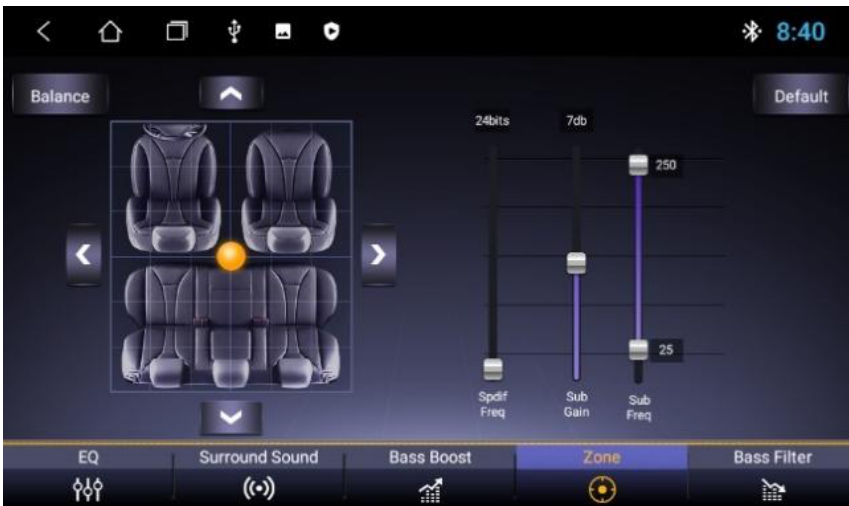 8:40
Balance
Default
24bits
7db
250
25
Spdif
Freq
Sub
Gain
Sub
Freq
EQ
Surround Sound
Bass Boost
Zone
Bass Filter